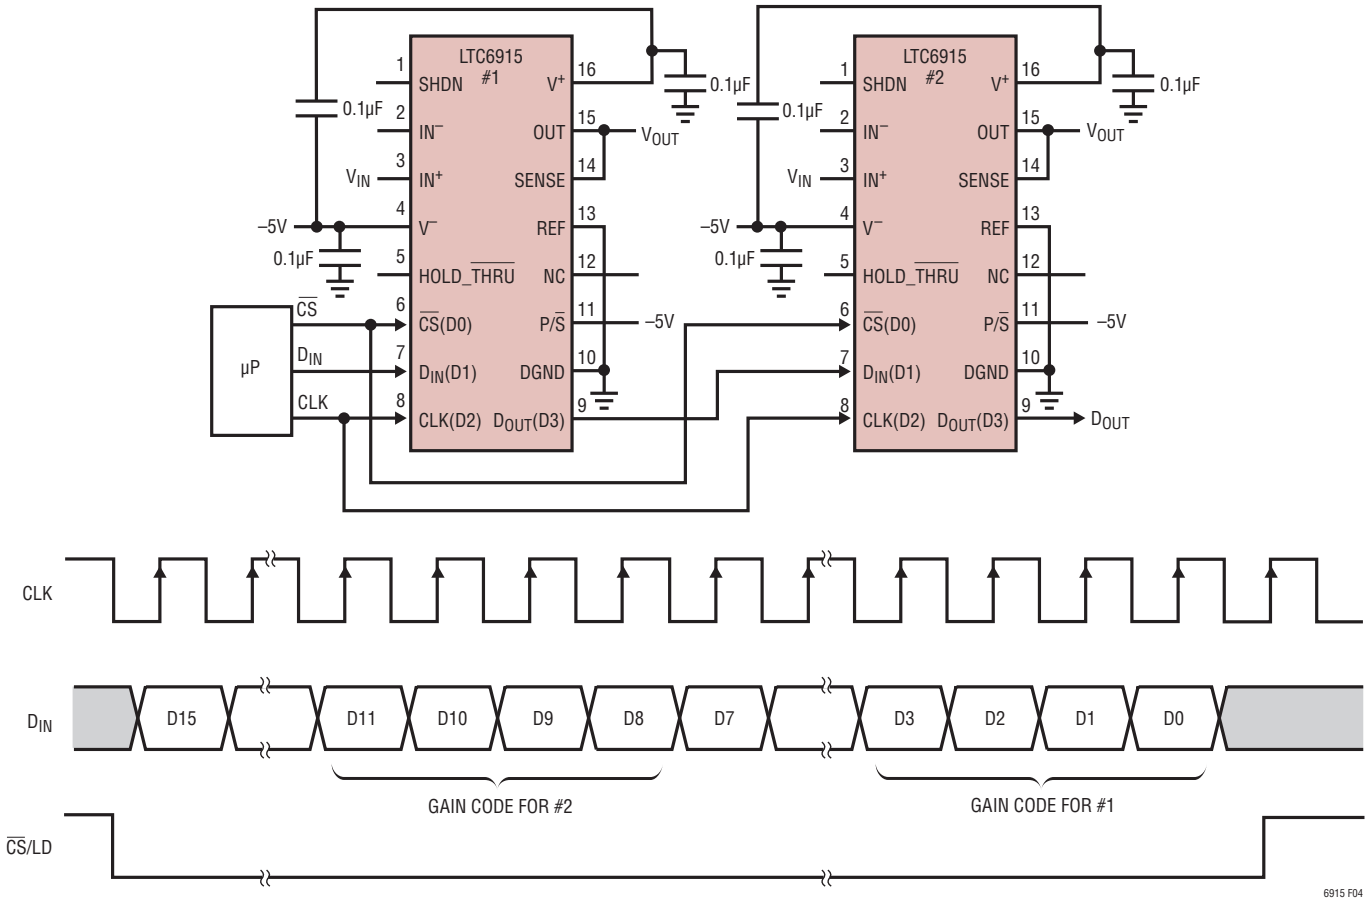 LTC6915
#1
1
SHDN
2
IN–
3
VIN
IN+
4
–5V
V–
5
HOLD_THRU
6
CS(D0)
7
DIN(D1)
8
CLK(D2)
16
V+
15
OUT
VOUT
14
SENSE
13
REF
12
NC
11
P/S
–5V
10
DGND
9
DOUT(D3)
0.1µF
0.1µF
0.1µF
µP
CS
DIN
CLK
LTC6915
#2
1
SHDN
2
IN–
3
VIN
IN+
4
–5V
V–
5
HOLD_THRU
6
CS(D0)
7
DIN(D1)
8
CLK(D2)
16
V+
15
OUT
VOUT
14
SENSE
13
REF
12
NC
11
P/S
–5V
10
DGND
9
DOUT(D3)
DOUT
0.1µF
0.1µF
0.1µF
CLK
DIN
D15 D11 D10 D9 D8 D7 D3 D2 D1 D0
GAIN CODE FOR #2
GAIN CODE FOR #1
CS/LD
6915 F04